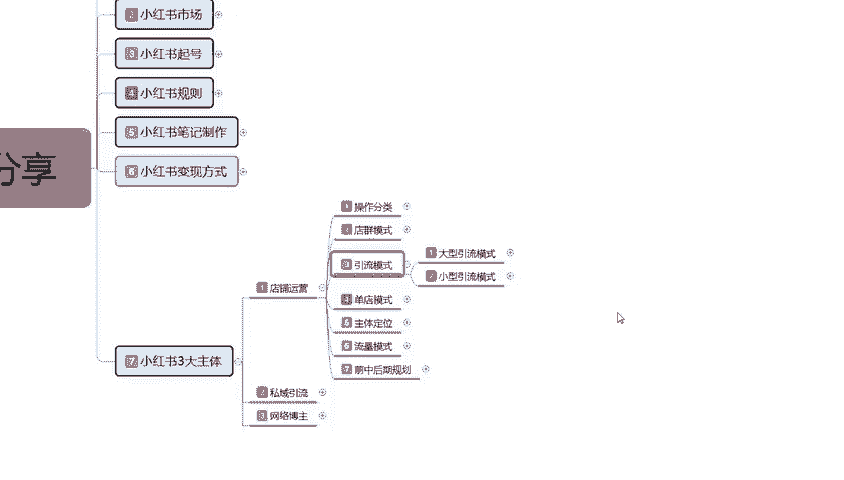 2 小红书市场
3 小红书起号
4 小红书规则
5 小红书笔记制作
6 小红书变现方式
分享
7 小红书3大主体
1 店铺运营
1 操作分类
2 店群模式
3 引流模式
1 大型引流模式
2 小型引流模式
4 单店模式
5 主体定位
6 流量模式
7 前中后期规划
2 私域引流
3 网络博主